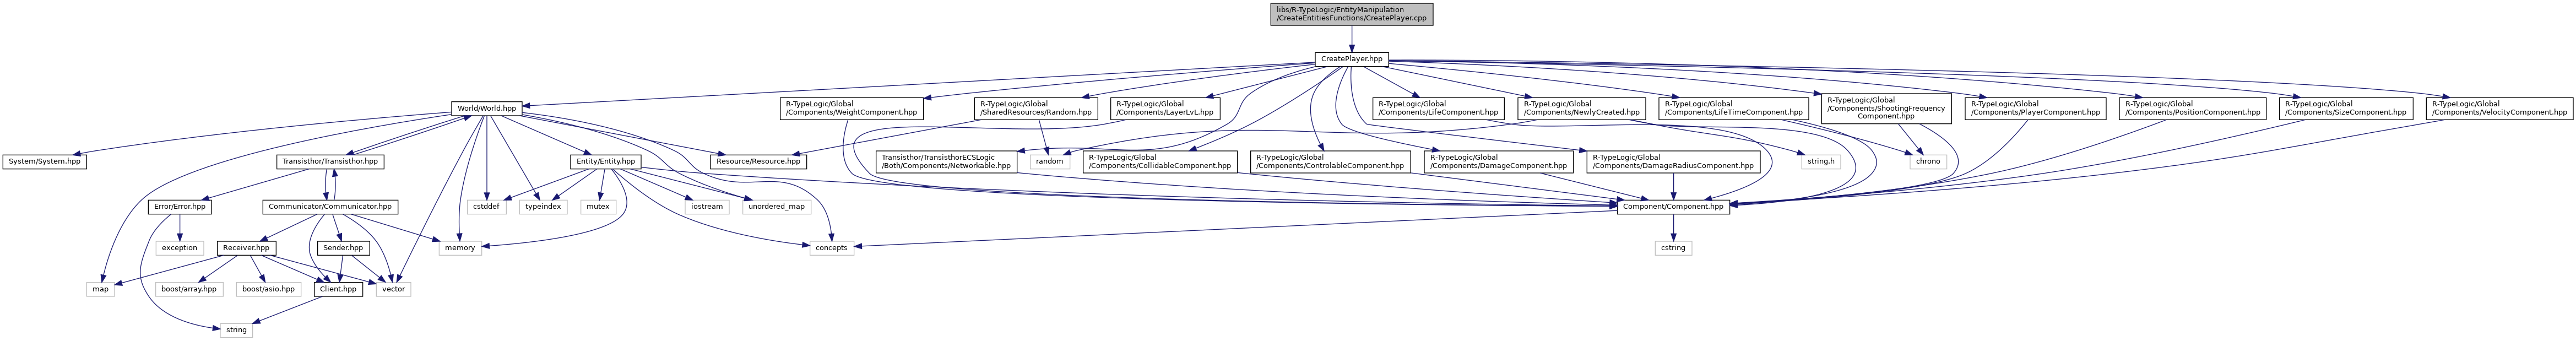 libs/R-TypeLogic/EntityManipulation
/CreateEntitiesFunctions/CreatePlayer.cpp
CreatePlayer.hpp
World/World.hpp
R-TypeLogic/Global
/Components/WeightComponent.hpp
R-TypeLogic/Global
/SharedResources/Random.hpp
R-TypeLogic/Global
/Components/LayerLvL.hpp
R-TypeLogic/Global
/Components/LifeComponent.hpp
R-TypeLogic/Global
/Components/NewlyCreated.hpp
R-TypeLogic/Global
/Components/LifeTimeComponent.hpp
R-TypeLogic/Global
/Components/ShootingFrequency
Component.hpp
R-TypeLogic/Global
/Components/PlayerComponent.hpp
R-TypeLogic/Global
/Components/PositionComponent.hpp
R-TypeLogic/Global
/Components/SizeComponent.hpp
R-TypeLogic/Global
/Components/VelocityComponent.hpp
System/System.hpp
Transisthor/Transisthor.hpp
Entity/Entity.hpp
Resource/Resource.hpp
Transisthor/TransisthorECSLogic
/Both/Components/Networkable.hpp
random
R-TypeLogic/Global
/Components/CollidableComponent.hpp
R-TypeLogic/Global
/Components/ControlableComponent.hpp
R-TypeLogic/Global
/Components/DamageComponent.hpp
R-TypeLogic/Global
/Components/DamageRadiusComponent.hpp
string.h
chrono
Error/Error.hpp
Communicator/Communicator.hpp
cstddef
typeindex
mutex
iostream
unordered_map
Component/Component.hpp
exception
Receiver.hpp
Sender.hpp
memory
concepts
cstring
map
boost/array.hpp
boost/asio.hpp
Client.hpp
vector
string